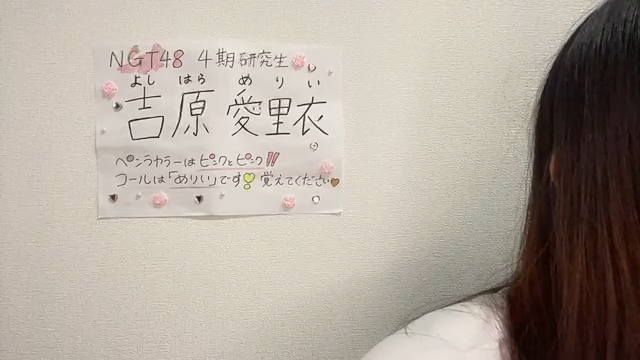 NGT48 4期研究生
よし はら め り い
吉原 愛里衣
ペンラカラーはピンクとピンク!!
コールは「めりい」です 覚えてください